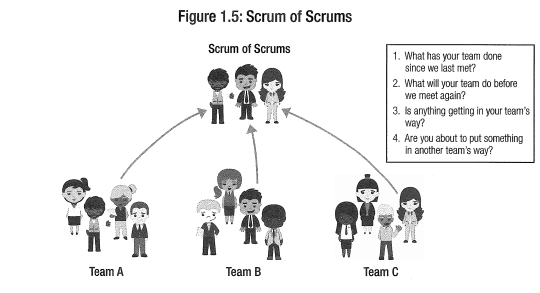 Figure 1.5: Scrum of Scrums
Scrum of Scrums
1. What has your team done
since we last met?
2. What will your team do before
we meet again?
3. Is anything getting in your team's
way?
4. Are you about to put something
in another team's way?
Team A
Team B
Team C